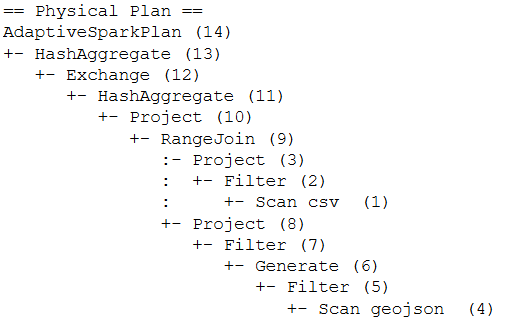 == Physical Plan ==
AdaptiveSparkPlan (14)
+- HashAggregate (13)
   +- Exchange (12)
      +- HashAggregate (11)
         +- Project (10)
            +- RangeJoin (9)
               :- Project (3)
               :  +- Filter (2)
               :     +- Scan csv  (1)
               +- Project (8)
                  +- Filter (7)
                     +- Generate (6)
                        +- Filter (5)
                           +- Scan geojson  (4)